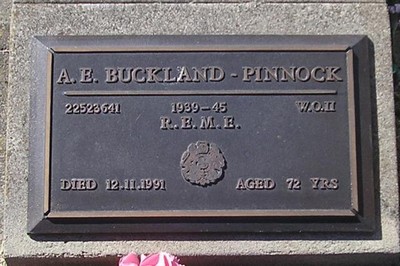 A. E. BUCKLAND - PINNOCK
22523641 1939-45 W.O.II
R.E.M.E.
DIED 12.11.1991 AGED 72 YRS